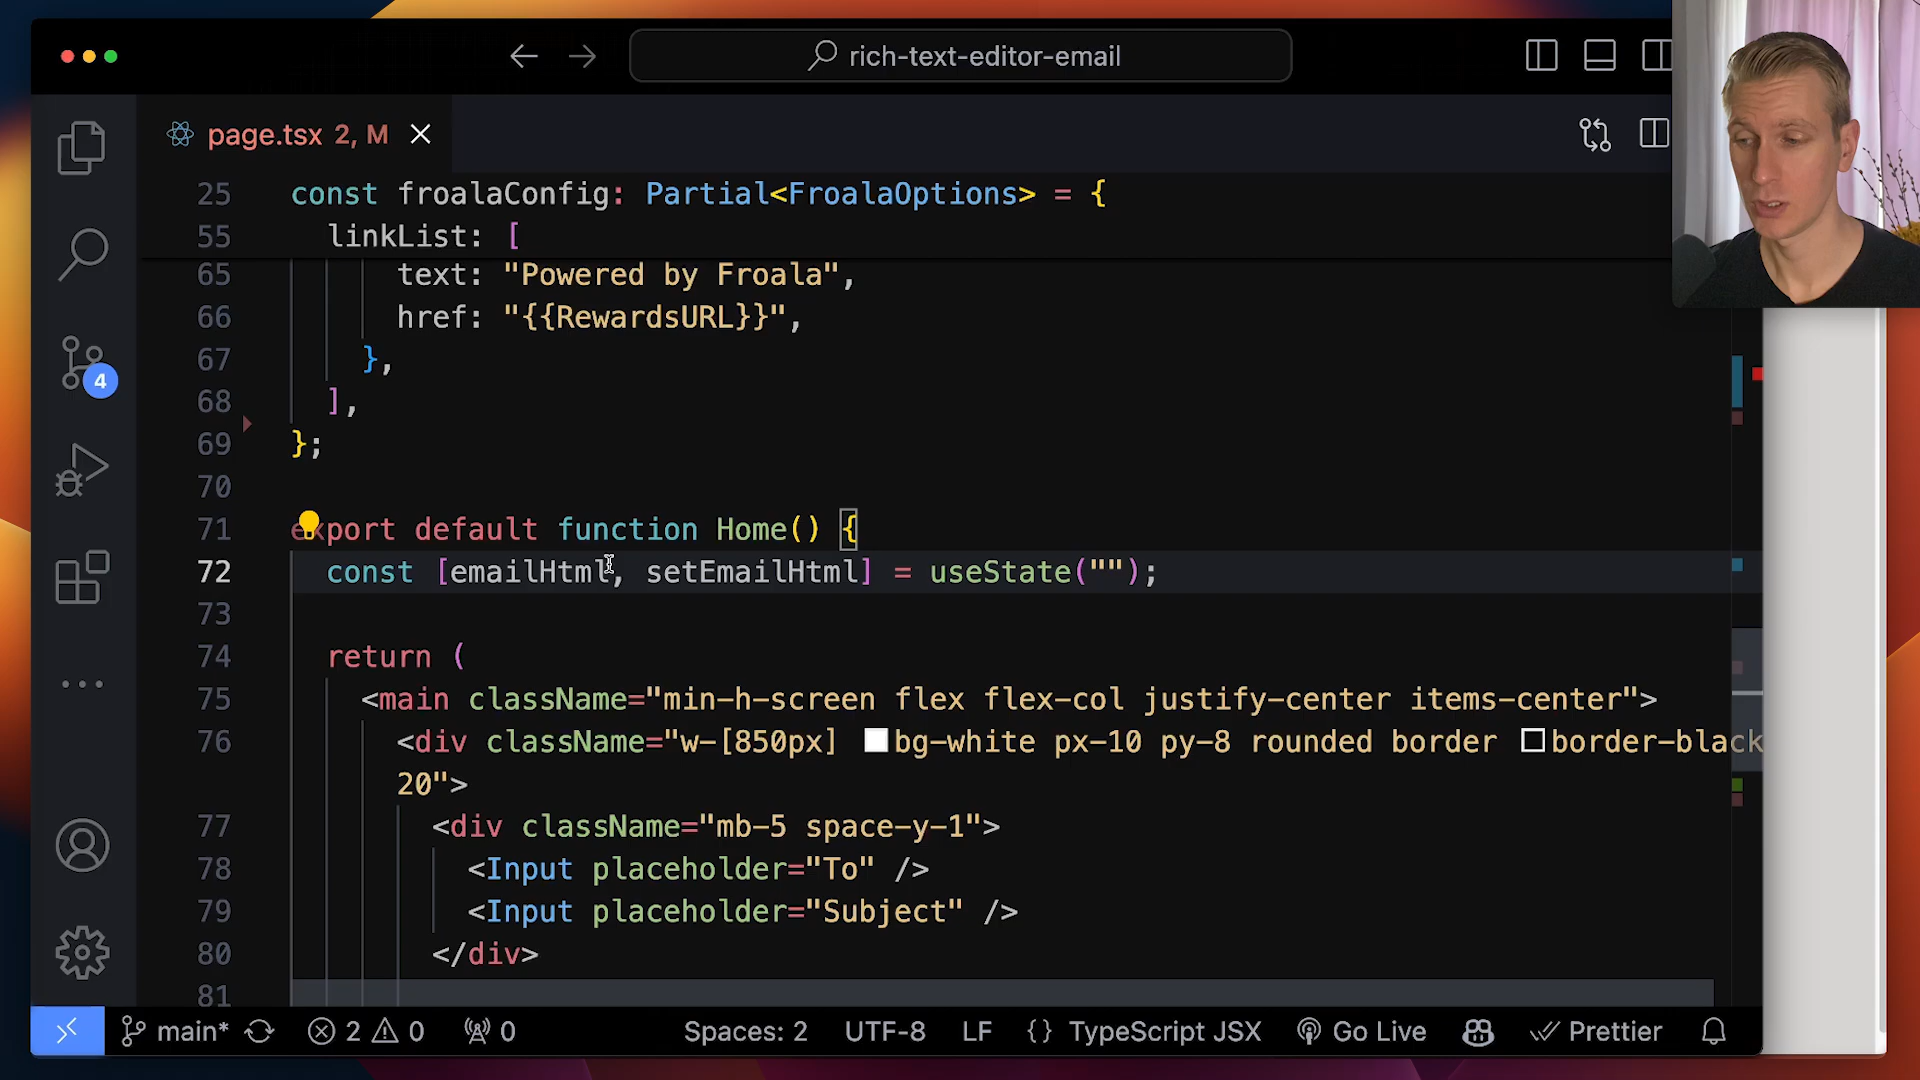 rich-text-editor-email
page.tsx 2, M
25 const froalaConfig: Partial<FroalaOptions> = {
55 linkList: [
65 text: "Powered by Froala",
66 href: "{{RewardsURL}}",
67 },
68 ],
69 };
70
71 export default function Home() {
72 const [emailHtml, setEmailHtml] = useState("");
73
74 return (
75 <main className="min-h-screen flex flex-col justify-center items-center">
76 <div className="w-[850px] bg-white px-10 py-8 rounded border border-black
20">
77 <div className="mb-5 space-y-1">
78 <Input placeholder="To" />
79 <Input placeholder="Subject" />
80 </div>
81
4
main* 2 0 0 Spaces: 2 UTF-8 LF {} TypeScript JSX Go Live Prettier